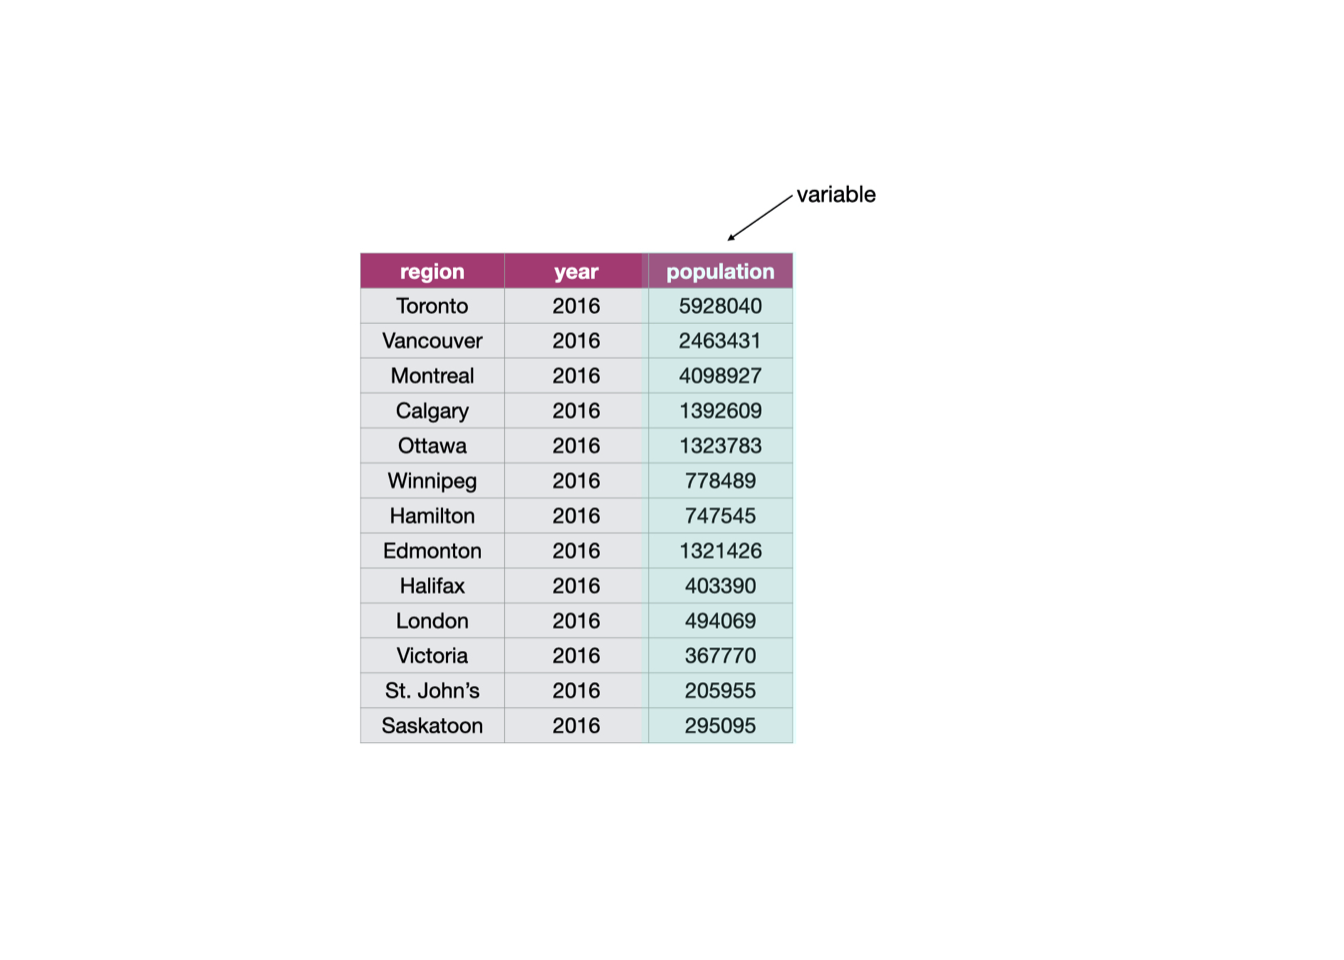 variable
region year population
Toronto 2016 5928040
Vancouver 2016 2463431
Montreal 2016 4098927
Calgary 2016 1392609
Ottawa 2016 1323783
Winnipeg 2016 778489
Hamilton 2016 747545
Edmonton 2016 1321426
Halifax 2016 403390
London 2016 494069
Victoria 2016 367770
St. John’s 2016 205955
Saskatoon 2016 295095